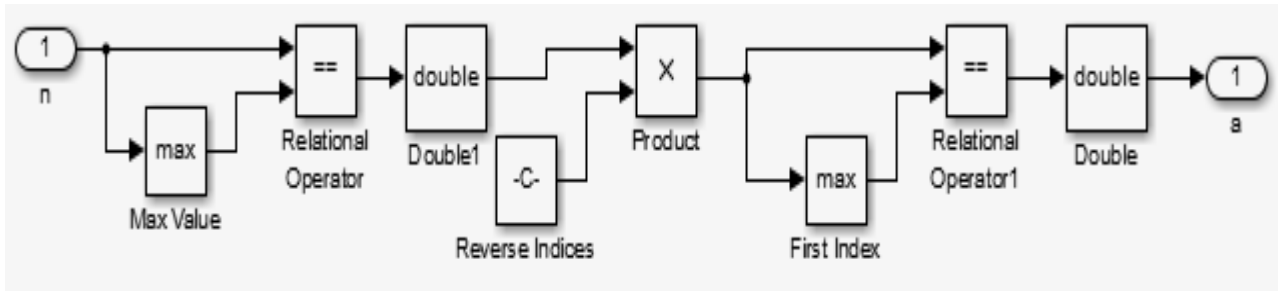 1
n
max
Max Value
==
Relational
Operator
double
Double1
-C-
Reverse Indices
X
Product
max
First Index
==
Relational
Operator1
double
Double
1
a